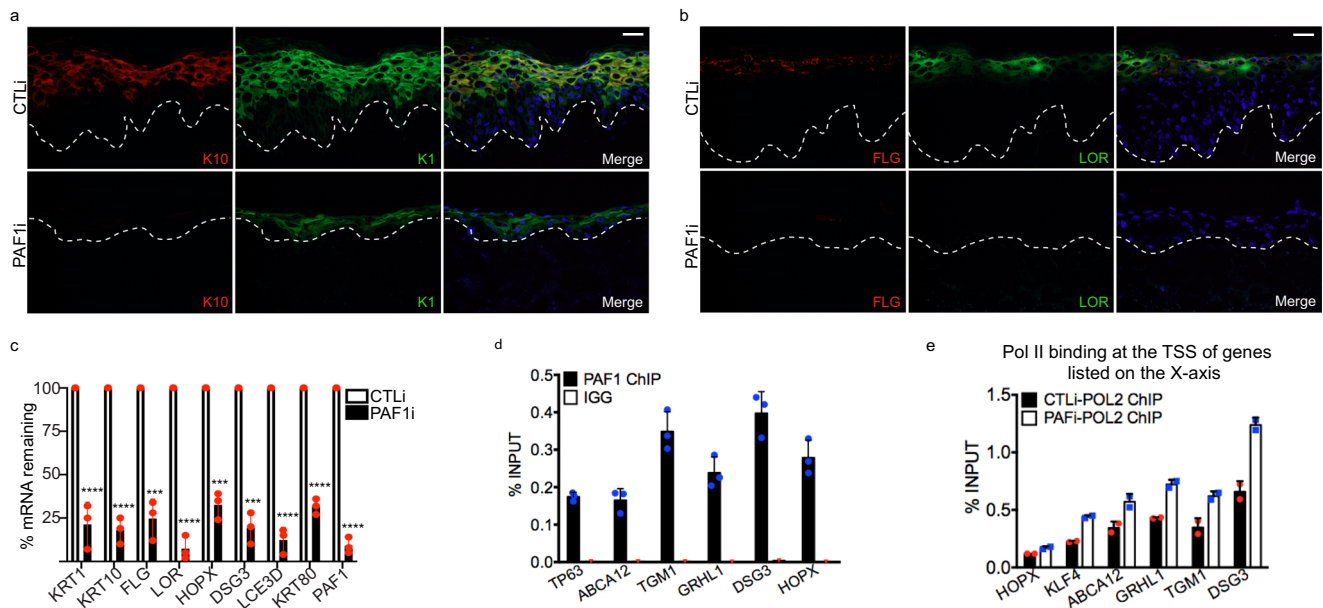 a
CTLi
K10
K1
Merge
PAF1i
K10
K1
Merge
b
CTLi
FLG
LOR
Merge
PAF1i
FLG
LOR
Merge
c
% mRNA remaining
100
75
50
25
CTLi
PAF1i
****
****
***
****
***
***
****
****
****
KRT1
KRT10
FLG
LOR
HOPX
DSG3
LCE3D
KRT80
PAF1
d
PAF1 ChIP
IGG
% INPUT
0.5
0.4
0.3
0.2
0.1
0.0
TP63
ABCA12
TGM1
GRHL1
DSG3
HOPX
e
Pol II binding at the TSS of genes
listed on the X-axis
CTLi-POL2 ChIP
PAFi-POL2 ChIP
% INPUT
1.5
1.0
0.5
0.0
HOPX
KLF4
ABCA12
GRHL1
TGM1
DSG3